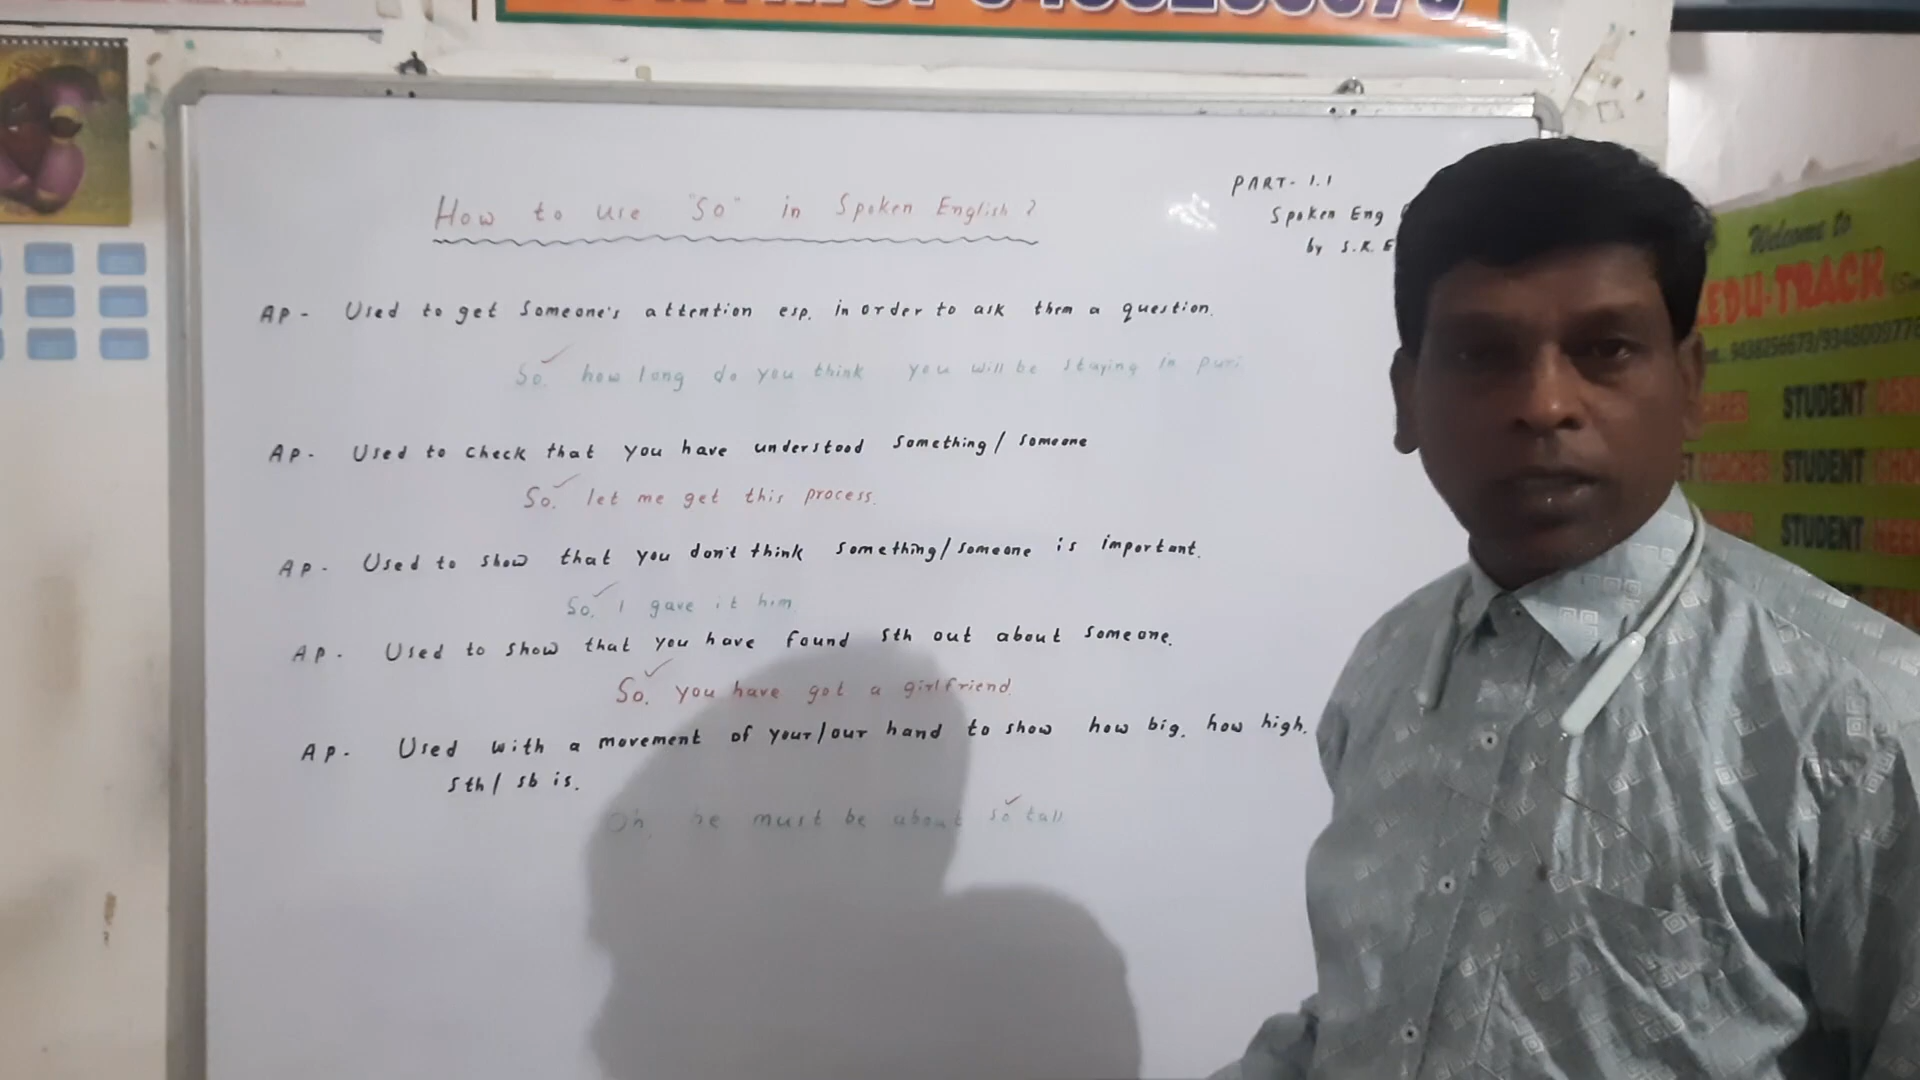 How to use "So" in Spoken English?
PART- 1.1
Spoken Eng
by S.R. E
AP- Used to get Someone's attention esp. in order to ask them a question.
So, how long do you think you will be staying in puri
AP- Used to check that you have understood something/someone
So, let me get this process.
AP- Used to show that you don't think something/someone is important.
So, I gave it him
AP- Used to show that you have found sth out about someone.
So, you have got a girlfriend.
AP- Used with a movement of your/our hand to show how big, how high,
sth/ sb is.
Oh, he must be about so tall
Welcome to
EDU-TRACK
9438296673/
STUDENT
STUDENT
STUDENT